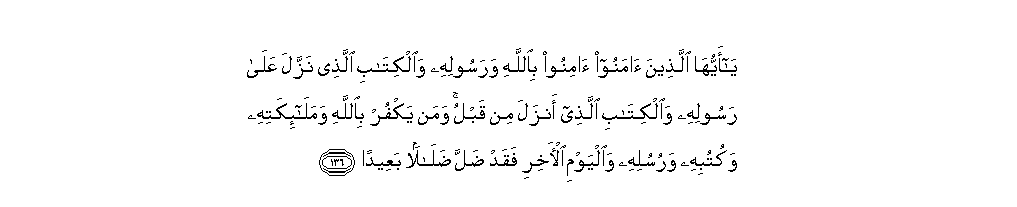 يَـٰٓأَيُّهَا ٱلَّذِينَ ءَامَنُوٓا۟ ءَامِنُوا۟ بِٱللَّهِ وَرَسُولِهِۦ وَٱلْكِتَـٰبِ ٱلَّذِى نَزَّلَ عَلَىٰ
رَسُولِهِۦ وَٱلْكِتَـٰبِ ٱلَّذِىٓ أَنزَلَ مِن قَبْلُ ۚ وَمَن يَكْفُرْ بِٱللَّهِ وَمَلَـٰٓئِكَتِهِۦ
وَكُتُبِهِۦ وَرُسُلِهِۦ وَٱلْيَوْمِ ٱلْـَٔاخِرِ فَقَدْ ضَلَّ ضَلَـٰلًۢا بَعِيدًا ١٣٦